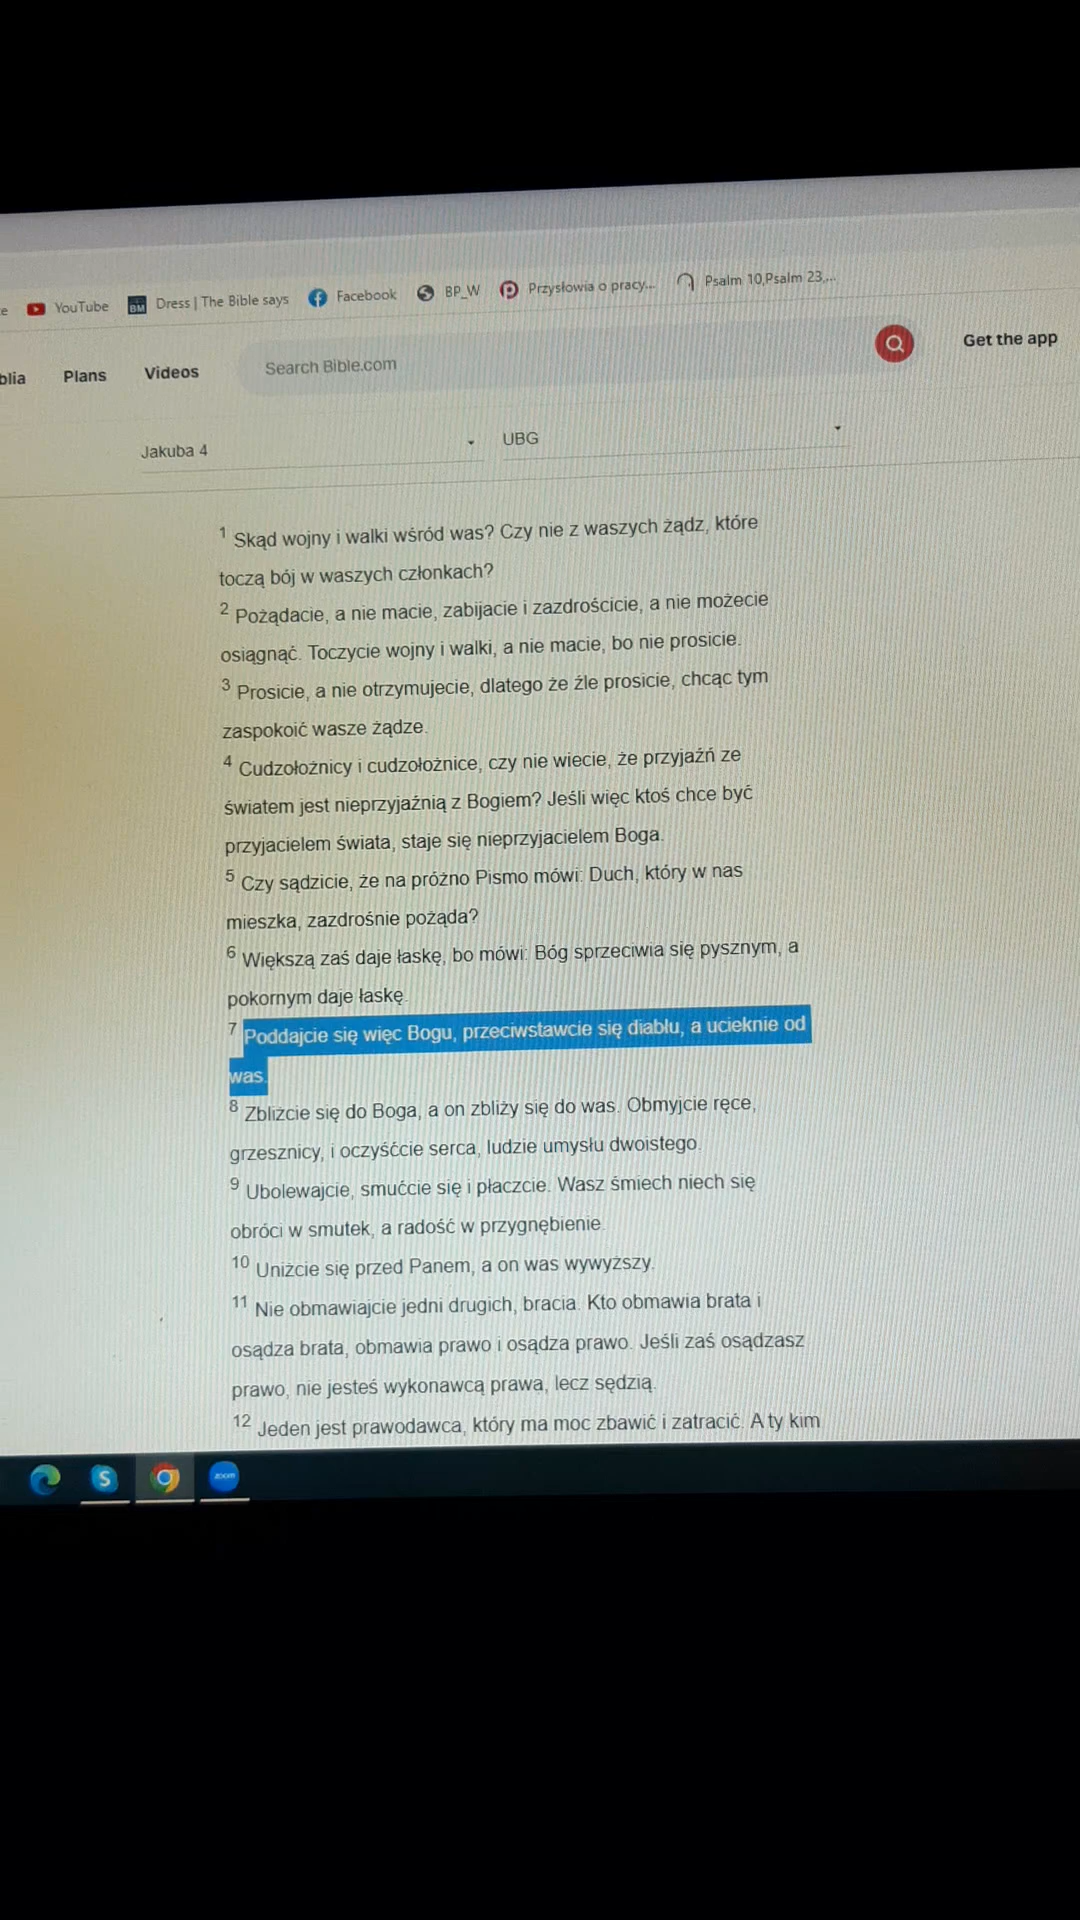 YouTube BM Dress | The Bible says Facebook BP_W Przysłowia o pracy... Psalm 10,Psalm 23,...
Plans Videos Search Bible.com Get the app
Jakuba 4 UBG
1 Skąd wojny i walki wśród was? Czy nie z waszych żądz, które
toczą bój w waszych członkach?
2 Pożądacie, a nie macie, zabijacie i zazdrościcie, a nie możecie
osiągnąć. Toczycie wojny i walki, a nie macie, bo nie prosicie.
3 Prosicie, a nie otrzymujecie, dlatego że źle prosicie, chcąc tym
zaspokoić wasze żądze.
4 Cudzołożnicy i cudzołożnice, czy nie wiecie, że przyjaźń ze
światem jest nieprzyjaźnią z Bogiem? Jeśli więc ktoś chce być
przyjacielem świata, staje się nieprzyjacielem Boga.
5 Czy sądzicie, że na próżno Pismo mówi: Duch, który w nas
mieszka, zazdrośnie pożąda?
6 Większą zaś daje łaskę, bo mówi: Bóg sprzeciwia się pysznym, a
pokornym daje łaskę.
7 Poddajcie się więc Bogu, przeciwstawcie się diabłu, a ucieknie od
was.
8 Zbliżcie się do Boga, a on zbliży się do was. Obmyjcie ręce,
grzesznicy, i oczyśćcie serca, ludzie umysłu dwoistego.
9 Ubolewajcie, smućcie się i płaczcie. Wasz śmiech niech się
obróci w smutek, a radość w przygnębienie.
10 Uniżcie się przed Panem, a on was wywyższy.
11 Nie obmawiajcie jedni drugich, bracia. Kto obmawia brata i
osądza brata, obmawia prawo i osądza prawo. Jeśli zaś osądzasz
prawo, nie jesteś wykonawcą prawa, lecz sędzią.
12 Jeden jest prawodawca, który ma moc zbawić i zatracić. A ty kim
S zoom